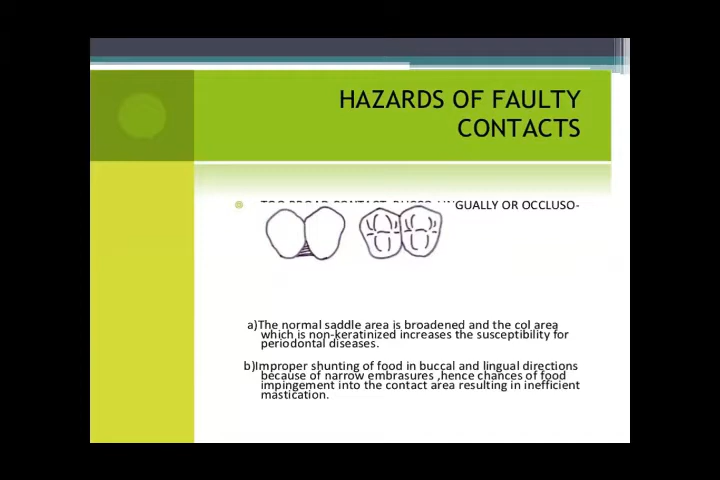 HAZARDS OF FAULTY
CONTACTS
TOO BROAD CONTACT BUCCO-LINGUALLY OR OCCLUSO-
a)The normal saddle area is broadened and the col area
which is non-keratinized increases the susceptibility for
periodontal diseases.
b)Improper shunting of food in buccal and lingual directions
because of narrow embrasures ,hence chances of food
impingement into the contact area resulting in inefficient
mastication.